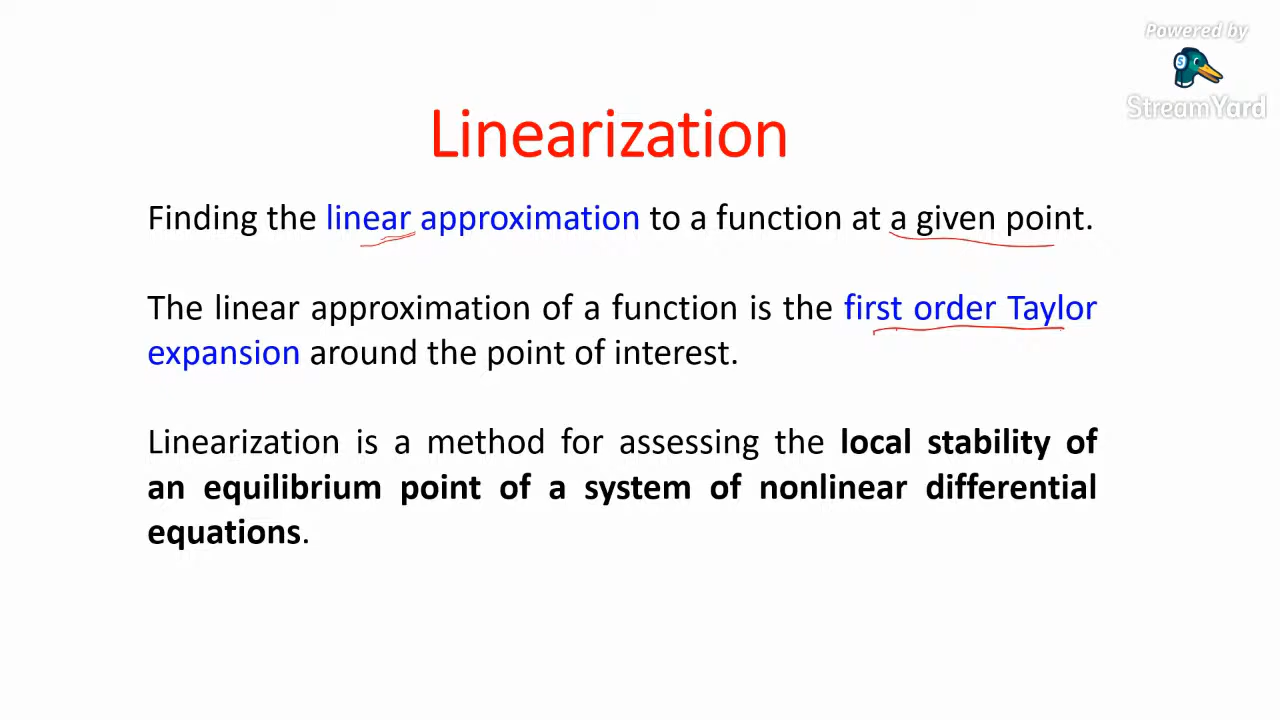 Powered by
StreamYard
Linearization
Finding the linear approximation to a function at a given point.
The linear approximation of a function is the first order Taylor
expansion around the point of interest.
Linearization is a method for assessing the local stability of
an equilibrium point of a system of nonlinear differential
equations.